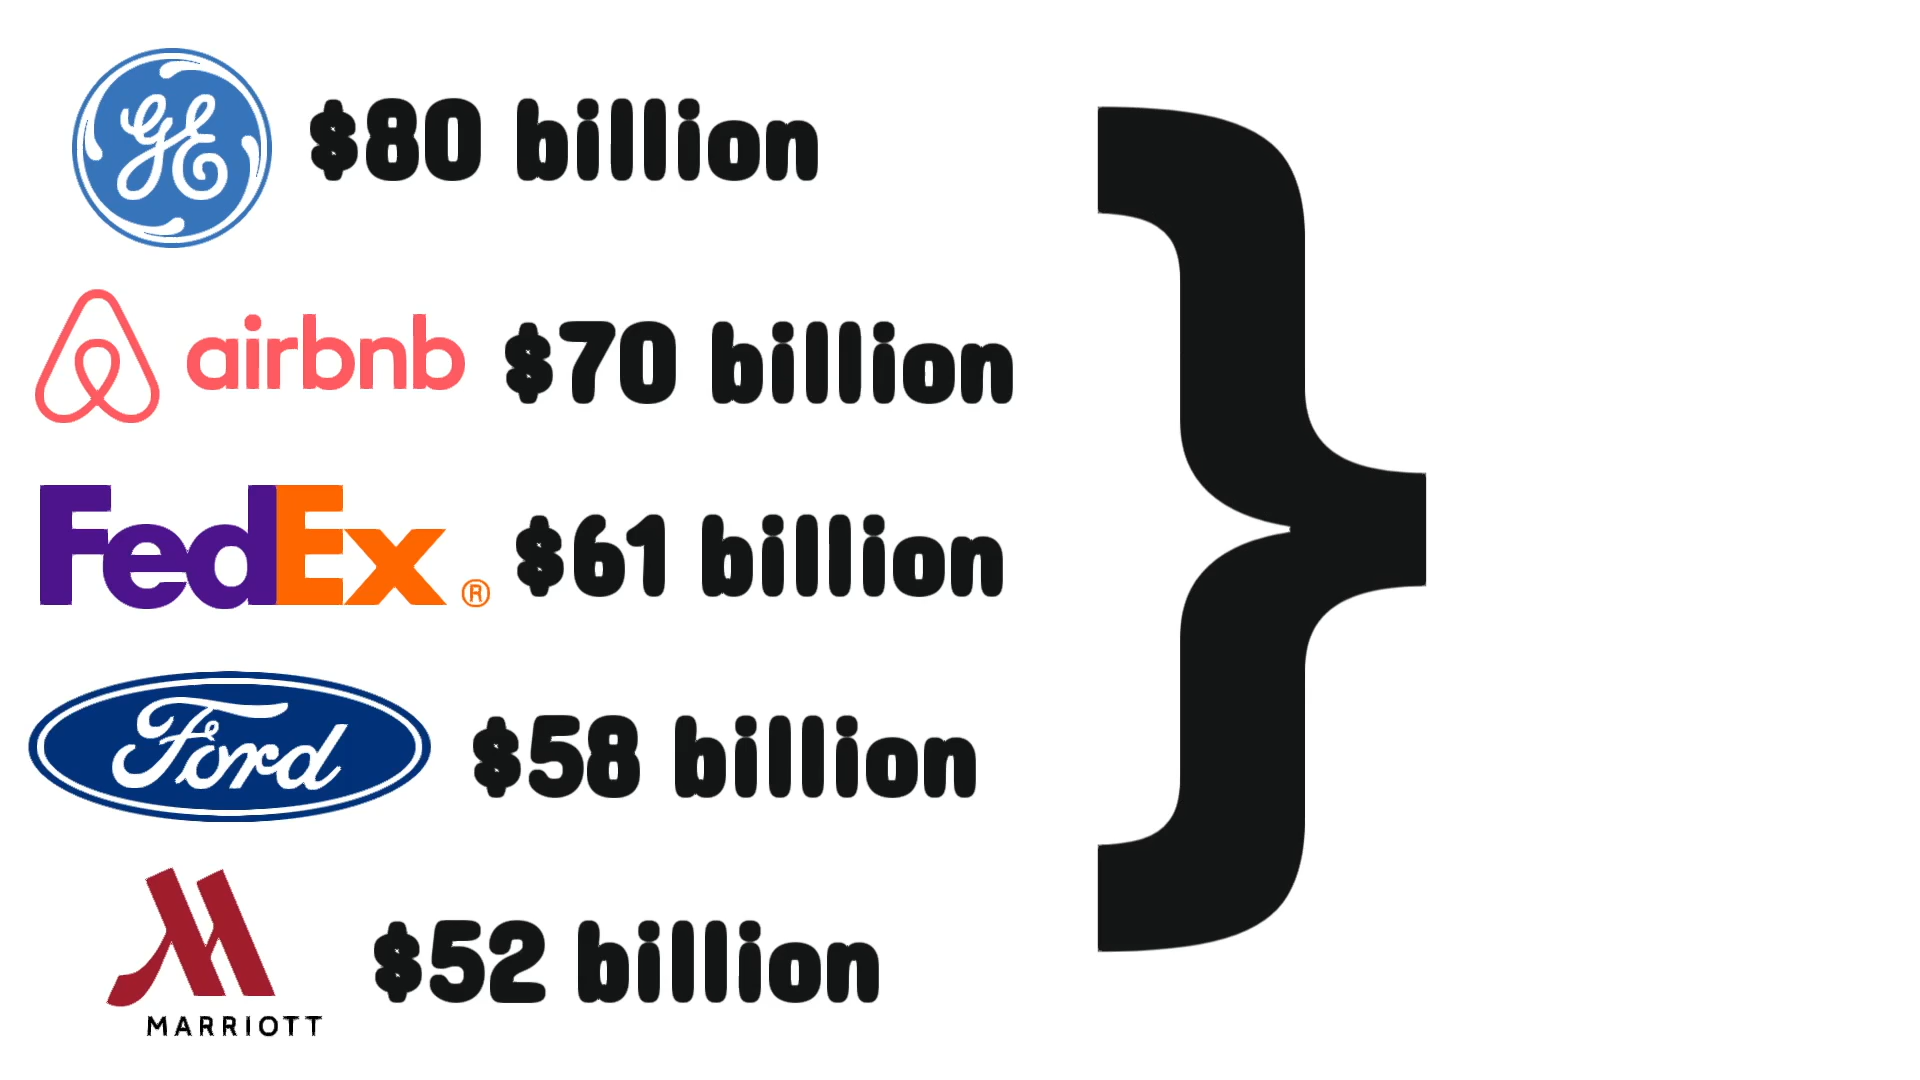 GE $80 billion
airbnb $70 billion
FedEx ® $61 billion
Ford $58 billion
MARRIOTT $52 billion
}